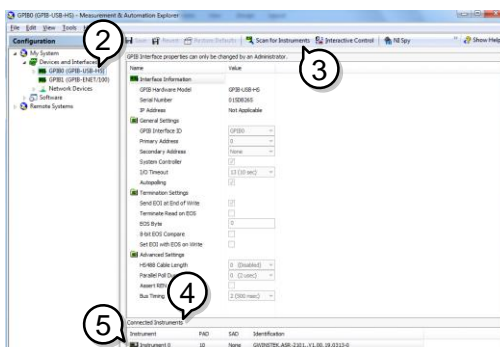 GPIB0 (GPIB-USB-HS) - Measurement & Automation Explorer
File Edit View Tools Help
Configuration
2
Save Revert Restore Defaults Scan for Instruments Interactive Control NI Spy Show Help
3
My System
Devices and Interfaces
GPIB0 (GPIB-USB-HS)
GPIB1 (GPIB-ENET/100)
Network Devices
Software
Remote Systems
GPIB Interface properties can only be changed by an Administrator.
Name Value
Interface Information
GPIB Hardware Model GPIB-USB-HS
Serial Number 015D8265
IP Address Not Applicable
General Settings
GPIB Interface ID GPIB0
Primary Address 0
Secondary Address None
System Controller
I/O Timeout 13 (10 sec)
Autopolling
Termination Settings
Send EOI at End of Write
Terminate Read on EOS
EOS Byte 0
8-bit EOS Compare
Set EOI with EOS on Write
Advanced Settings
HS488 Cable Length 0 (Disabled)
Parallel Poll 0 (2 usec)
Assert REN
Bus Timing 2 (500 nsec)
4
Connected Instruments
5
Instrument PAD SAD Identification
Instrument 0 10 None GWINSTEK,ASR-2101,